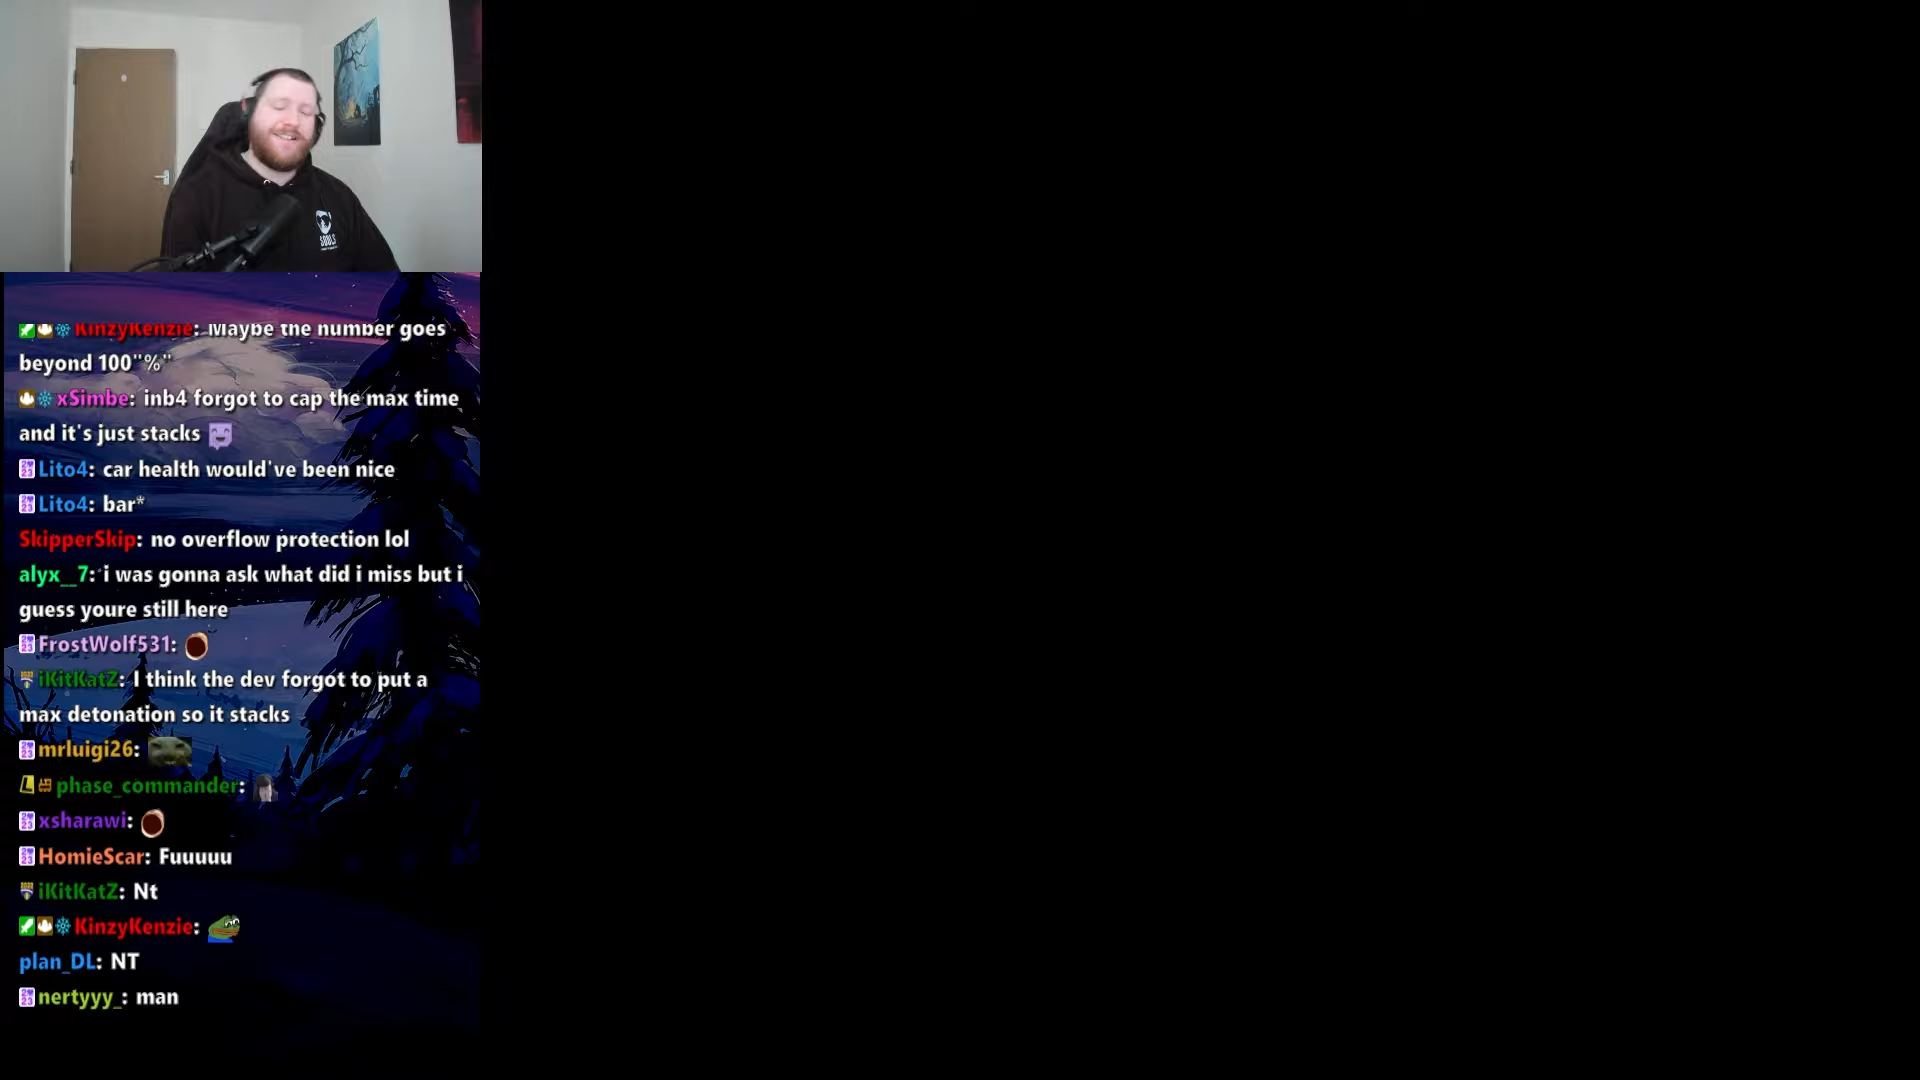 KinzyKenzie: Maybe the number goes
beyond 100"%"
xSimbe: inb4 forgot to cap the max time
and it's just stacks
Lito4: car health would've been nice
Lito4: bar*
SkipperSkip: no overflow protection lol
alyx__7: i was gonna ask what did i miss but i
guess youre still here
FrostWolf531:
iKitKatZ: I think the dev forgot to put a
max detonation so it stacks
mrluigi26:
phase_commander:
xsharawi:
HomieScar: Fuuuuu
iKitKatZ: Nt
KinzyKenzie:
plan_DL: NT
nertyyy_: man
SOULS